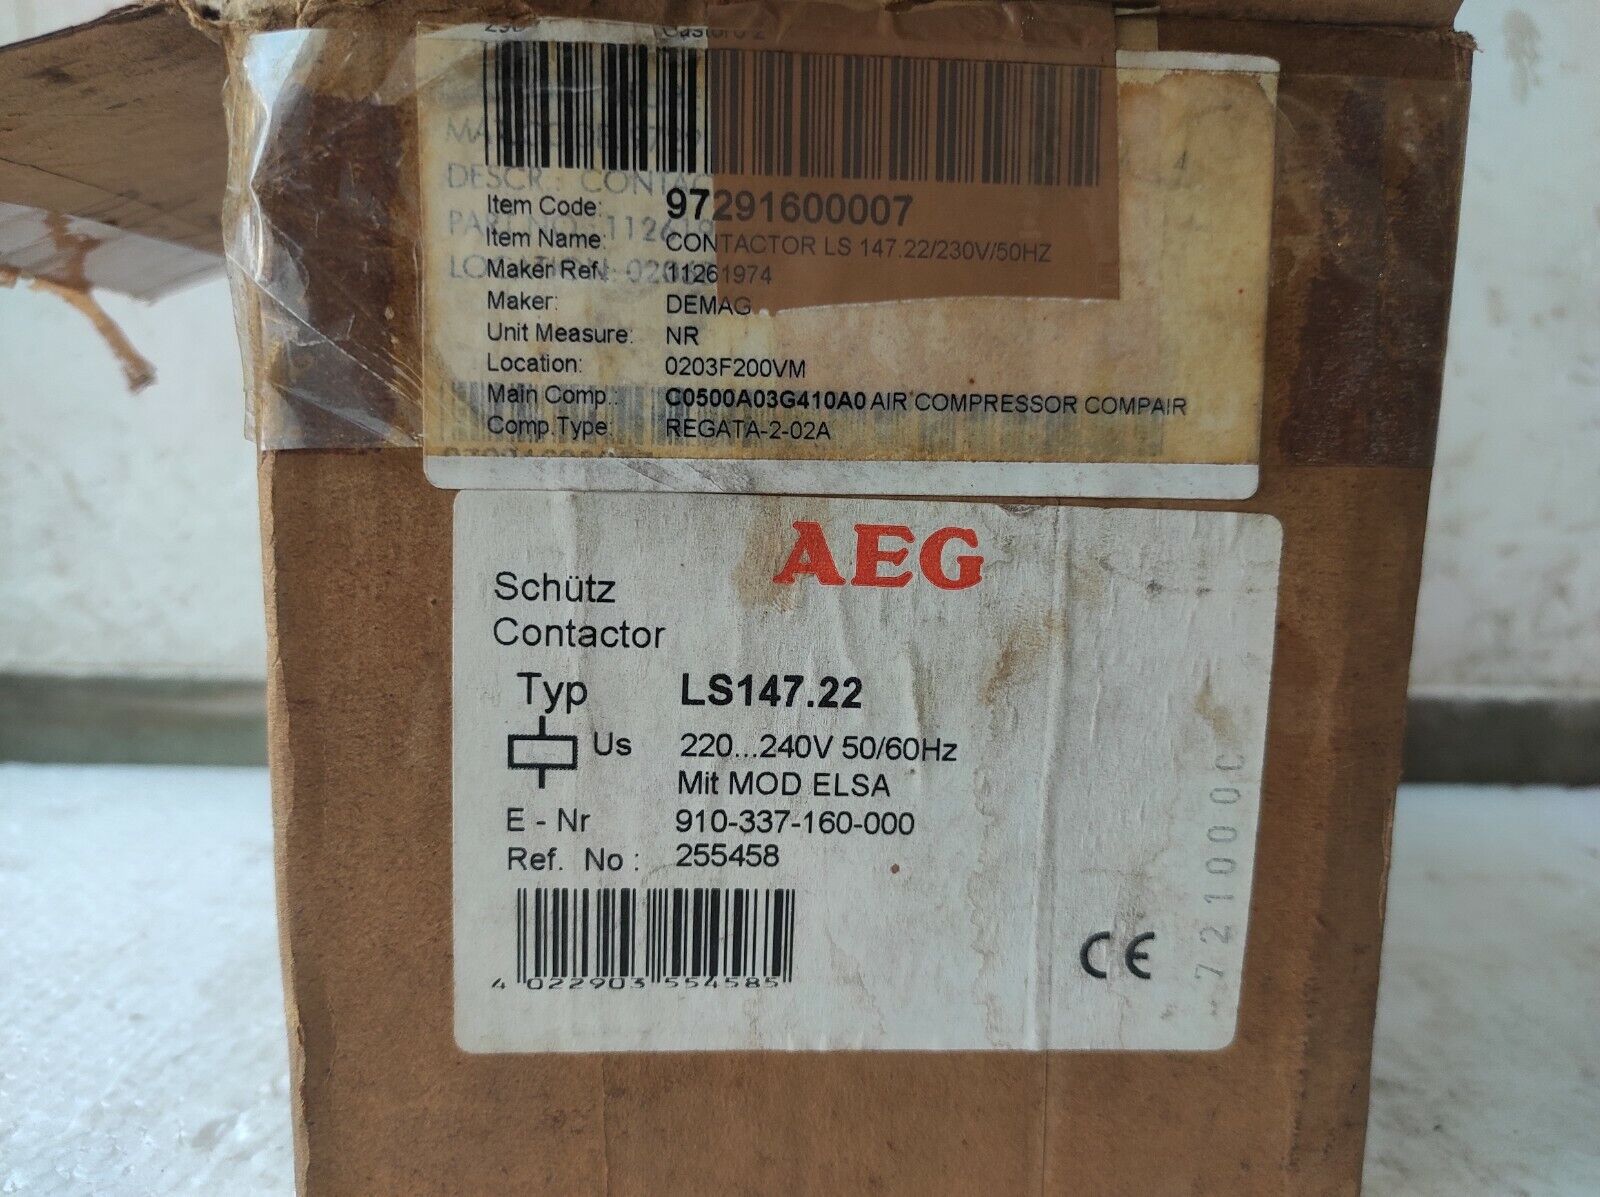 97291600007
Item Code: 97291600007
Item Name: CONTACTOR LS 147.22/230V/50HZ
Maker Ref. 11261974
Maker: DEMAG
Unit Measure: NR
Location: 0203F200VM
Main Comp.: C0500A03G410A0 AIR COMPRESSOR COMPAIR
Comp.Type: REGATA-2-02A
DESCR.: CONTAC
AEG
Schütz
Contactor
Typ LS147.22
Us 220...240V 50/60Hz
Mit MOD ELSA
E - Nr 910-337-160-000
Ref. No: 255458
4 022903 554585
CE
721000C